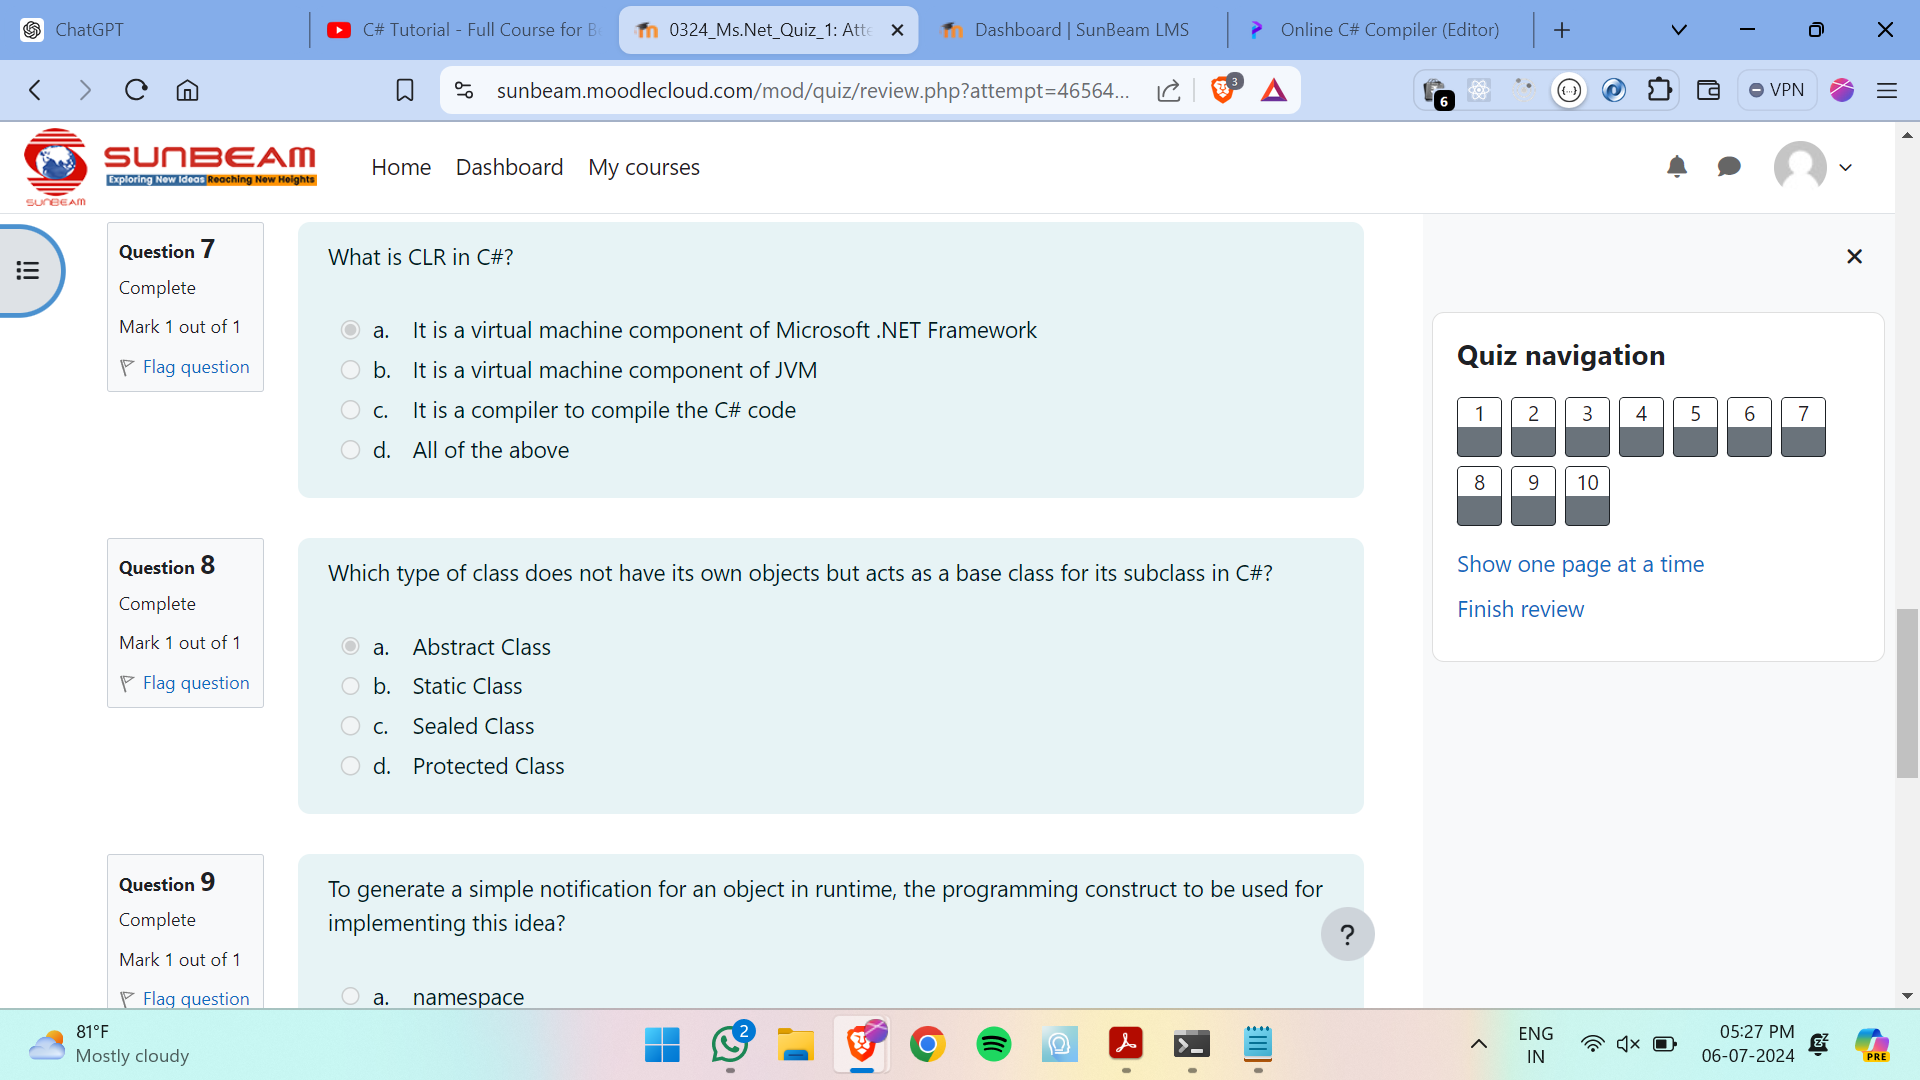 ChatGPT
C# Tutorial - Full Course for B
0324_Ms.Net_Quiz_1: Atte
Dashboard | SunBeam LMS
Online C# Compiler (Editor)
sunbeam.moodlecloud.com/mod/quiz/review.php?attempt=46564...
3
6
VPN
SUNBEAM
Exploring New Ideas Reaching New Heights
SUNBEAM
Home
Dashboard
My courses
Question 7
Complete
Mark 1 out of 1
Flag question
What is CLR in C#?
a. It is a virtual machine component of Microsoft .NET Framework
b. It is a virtual machine component of JVM
c. It is a compiler to compile the C# code
d. All of the above
Question 8
Complete
Mark 1 out of 1
Flag question
Which type of class does not have its own objects but acts as a base class for its subclass in C#?
a. Abstract Class
b. Static Class
c. Sealed Class
d. Protected Class
Question 9
Complete
Mark 1 out of 1
Flag question
To generate a simple notification for an object in runtime, the programming construct to be used for
implementing this idea?
a. namespace
?
Quiz navigation
1 2 3 4 5 6 7
8 9 10
Show one page at a time
Finish review
81°F
Mostly cloudy
2
ENG
IN
05:27 PM
06-07-2024
PRE